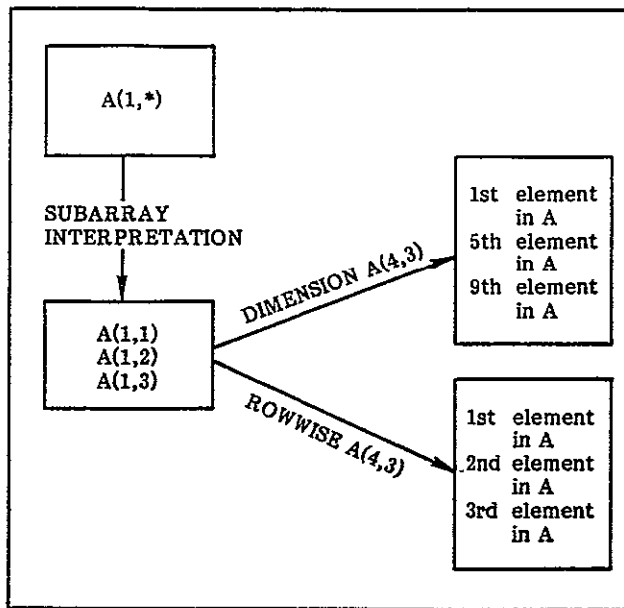 A(1,*)
SUBARRAY
INTERPRETATION
A(1,1)
A(1,2)
A(1,3)
DIMENSION A(4,3)
1st element
in A
5th element
in A
9th element
in A
ROWWISE A(4,3)
1st element
in A
2nd element
in A
3rd element
in A